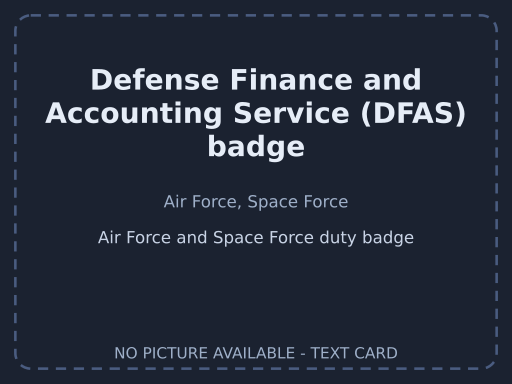 Defense Finance and
Accounting Service (DFAS)
badge
Air Force, Space Force
Air Force and Space Force duty badge
NO PICTURE AVAILABLE - TEXT CARD